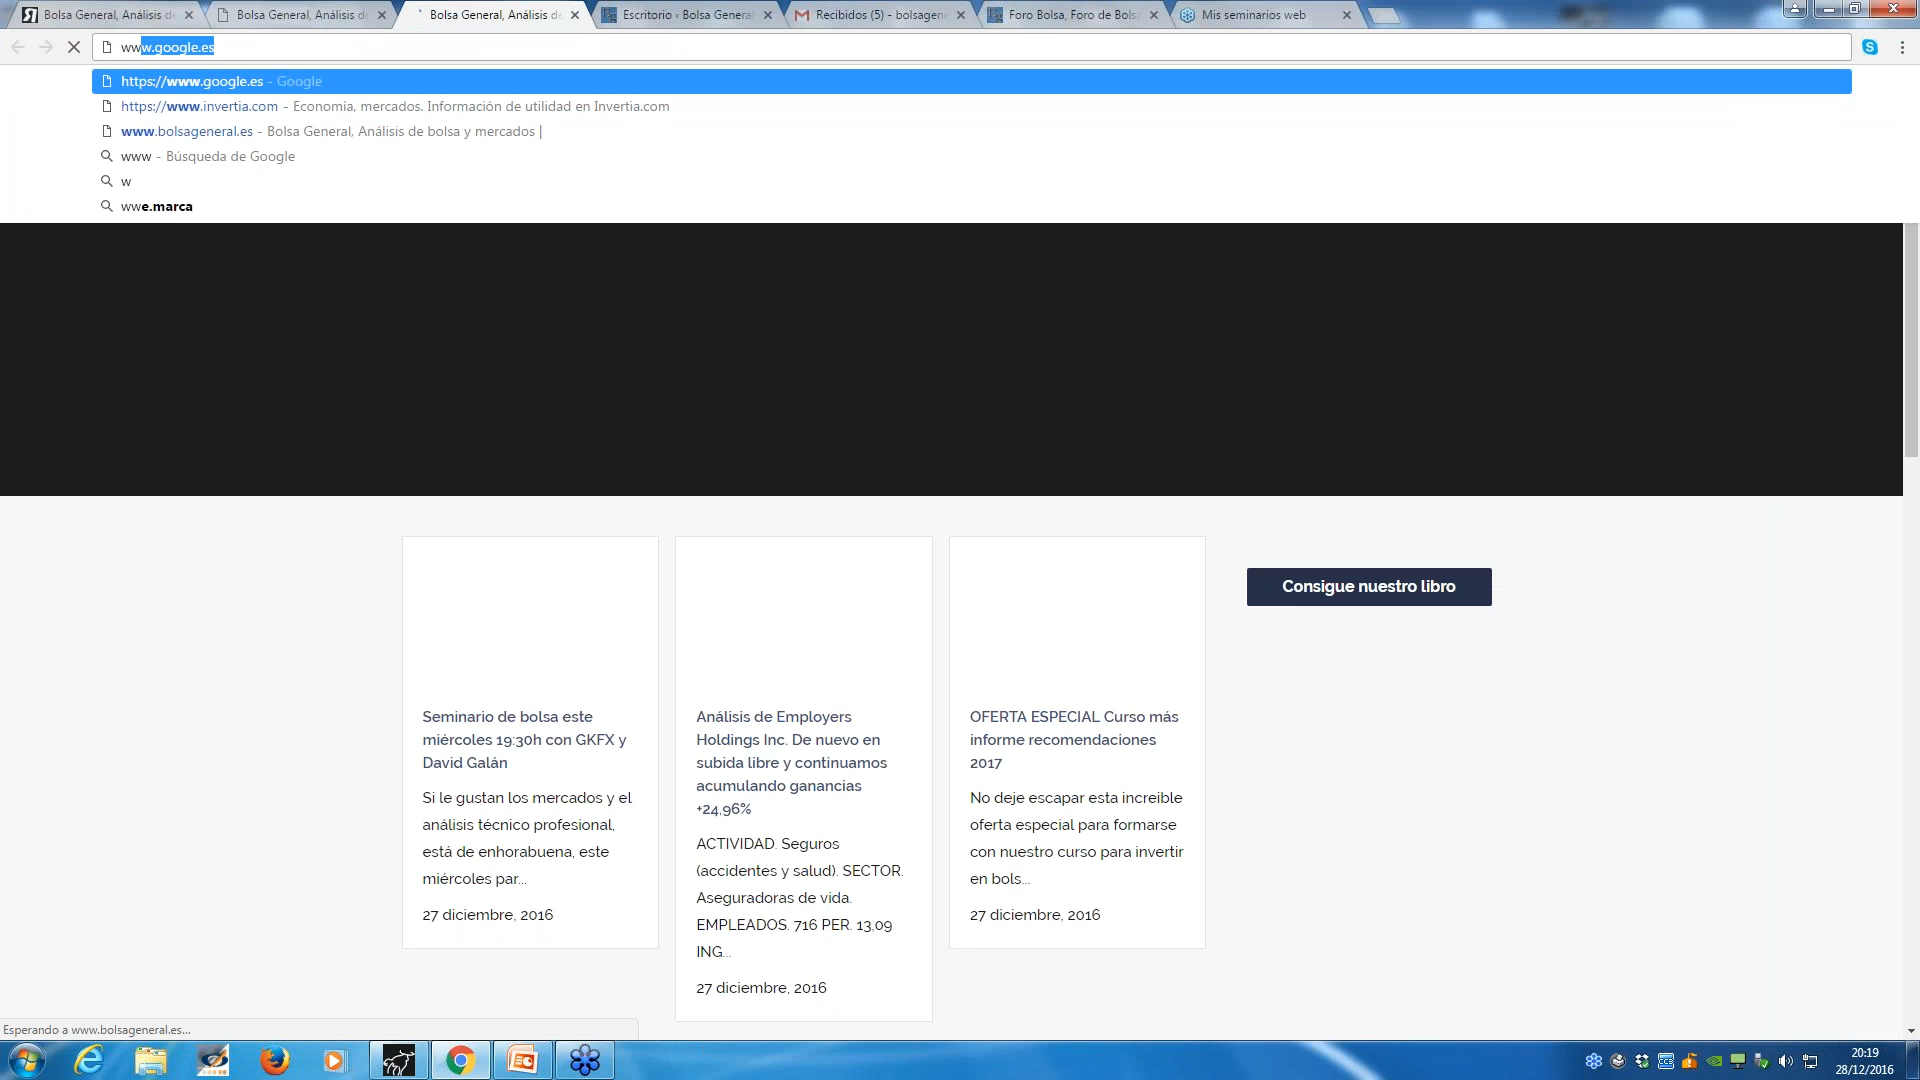 Bolsa General, Análisis de
Bolsa General, Análisis de
Bolsa General, Análisis de
Escritorio ‹ Bolsa General
Recibidos (5) - bolsagene
Foro Bolsa, Foro de Bolsa
Mis seminarios web
www.google.es
https://www.google.es - Google
https://www.invertia.com - Economía, mercados. Información de utilidad en Invertia.com
www.bolsageneral.es - Bolsa General, Análisis de bolsa y mercados |
www - Búsqueda de Google
w
wwe.marca
Consigue nuestro libro
Seminario de bolsa este
miércoles 19:30h con GKFX y
David Galán
Si le gustan los mercados y el
análisis técnico profesional,
está de enhorabuena, este
miércoles par...
27 diciembre, 2016
Análisis de Employers
Holdings Inc. De nuevo en
subida libre y continuamos
acumulando ganancias
+24,96%
ACTIVIDAD. Seguros
(accidentes y salud). SECTOR.
Aseguradoras de vida.
EMPLEADOS. 716 PER. 13,09
ING...
27 diciembre, 2016
OFERTA ESPECIAL Curso más
informe recomendaciones
2017
No deje escapar esta increible
oferta especial para formarse
con nuestro curso para invertir
en bols...
27 diciembre, 2016
Esperando a www.bolsageneral.es...
20:19
28/12/2016